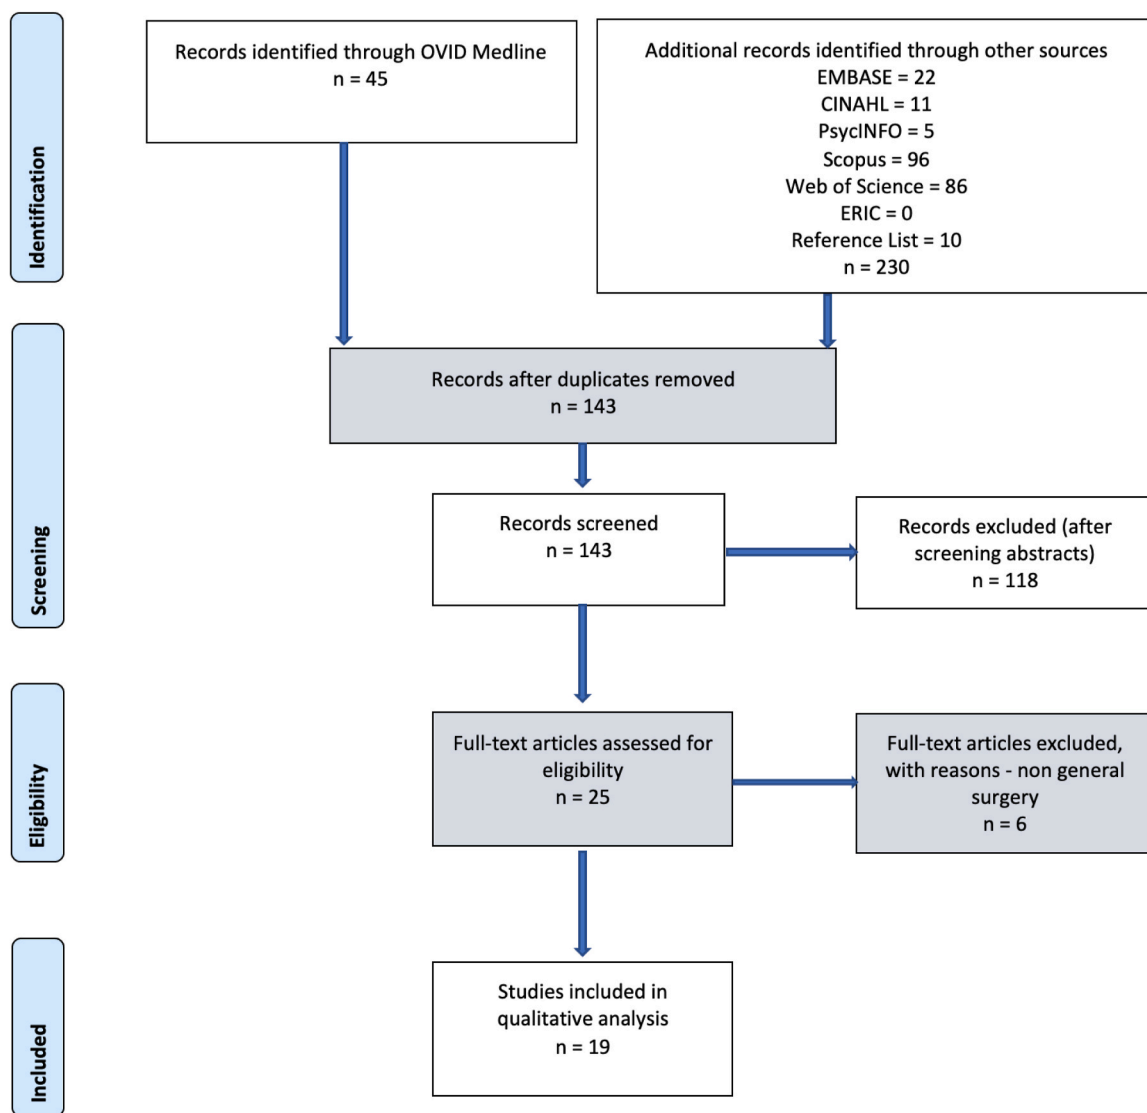 Identification
Records identified through OVID Medline
n = 45
Additional records identified through other sources
EMBASE = 22
CINAHL = 11
PsycINFO = 5
Scopus = 96
Web of Science = 86
ERIC = 0
Reference List = 10
n = 230
Screening
Records after duplicates removed
n = 143
Records screened
n = 143
Records excluded (after
screening abstracts)
n = 118
Eligibility
Full-text articles assessed for
eligibility
n = 25
Full-text articles excluded,
with reasons - non general
surgery
n = 6
Included
Studies included in
qualitative analysis
n = 19